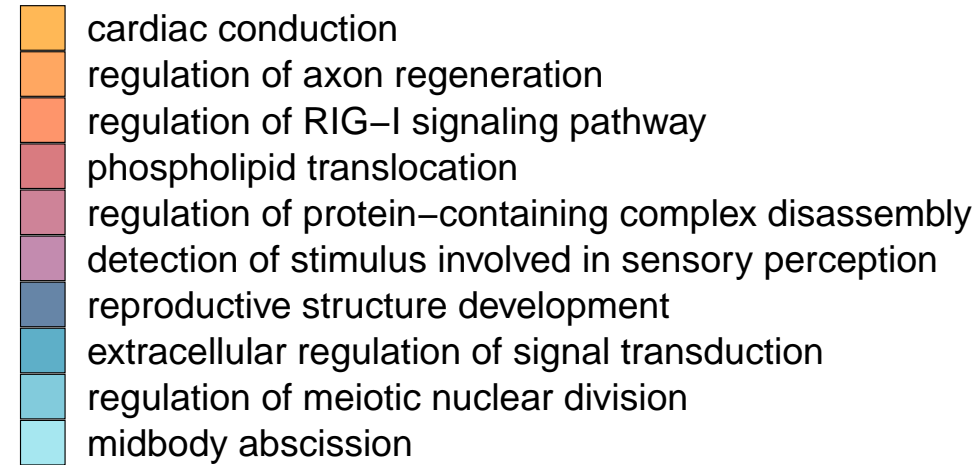 cardiac conduction
regulation of axon regeneration
regulation of RIG−I signaling pathway
phospholipid translocation
regulation of protein−containing complex disassembly
detection of stimulus involved in sensory perception
reproductive structure development
extracellular regulation of signal transduction
regulation of meiotic nuclear division
midbody abscission